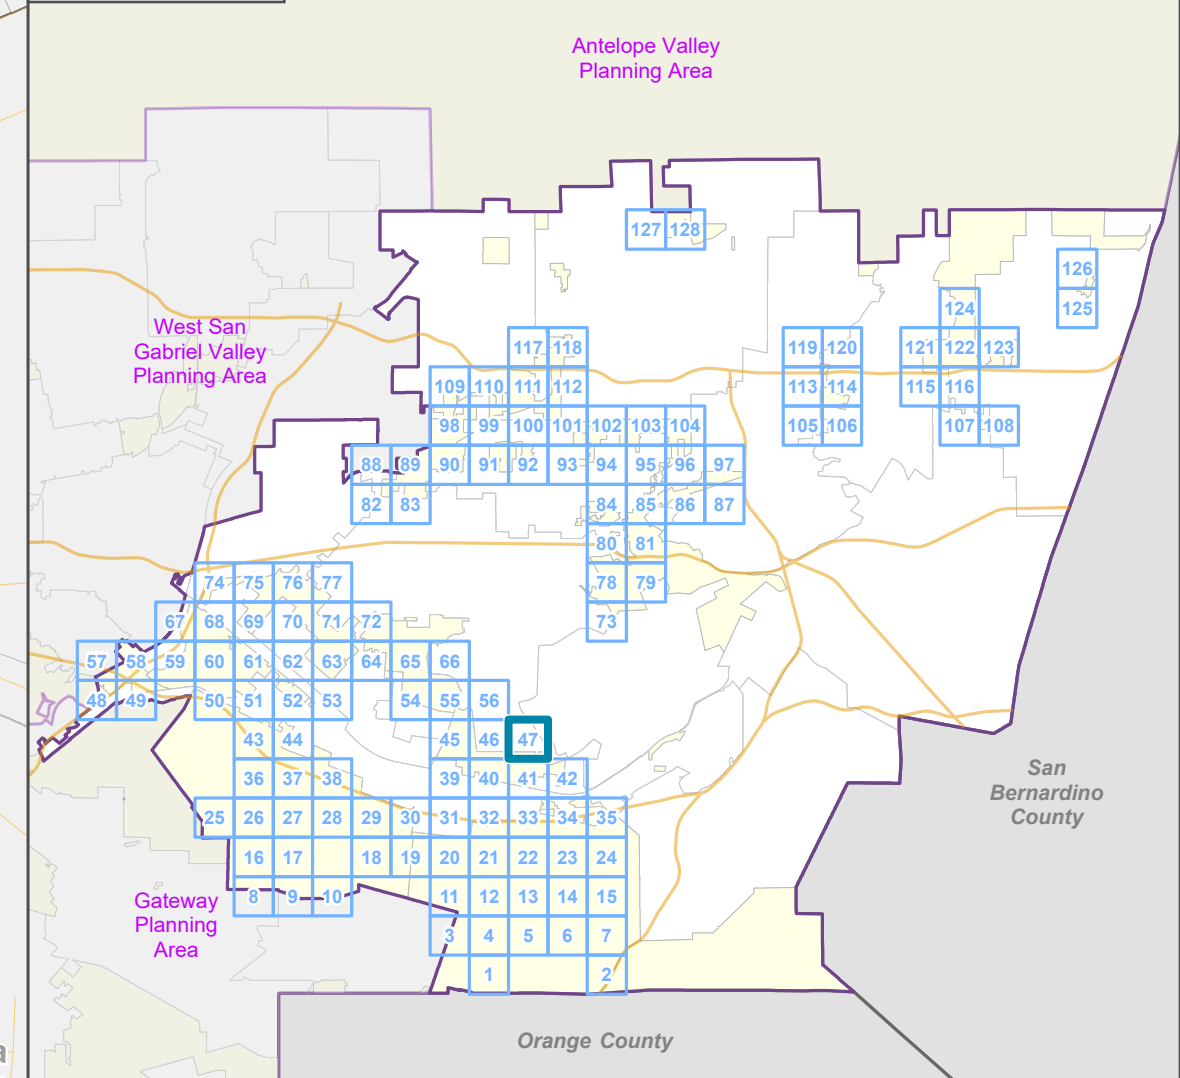 Antelope Valley
Planning Area
127 128
126
West San
Gabriel Valley
Planning Area
124 125
117 118 119 120 121 122 123
109 110 111 112 113 114 115 116
98 99 100 101 102 103 104 105 106 107 108
88 89 90 91 92 93 94 95 96 97
82 83 84 85 86 87
80 81
74 75 76 77 78 79
67 68 69 70 71 72 73
57 58 59 60 61 62 63 64 65 66
48 49 50 51 52 53 54 55 56
43 44 45 46 47
36 37 38 39 40 41 42
San
Bernardino
County
25 26 27 28 29 30 31 32 33 34 35
16 17 18 19 20 21 22 23 24
Gateway
Planning
Area
8 9 10 11 12 13 14 15
3 4 5 6 7
1 2
Orange County
a